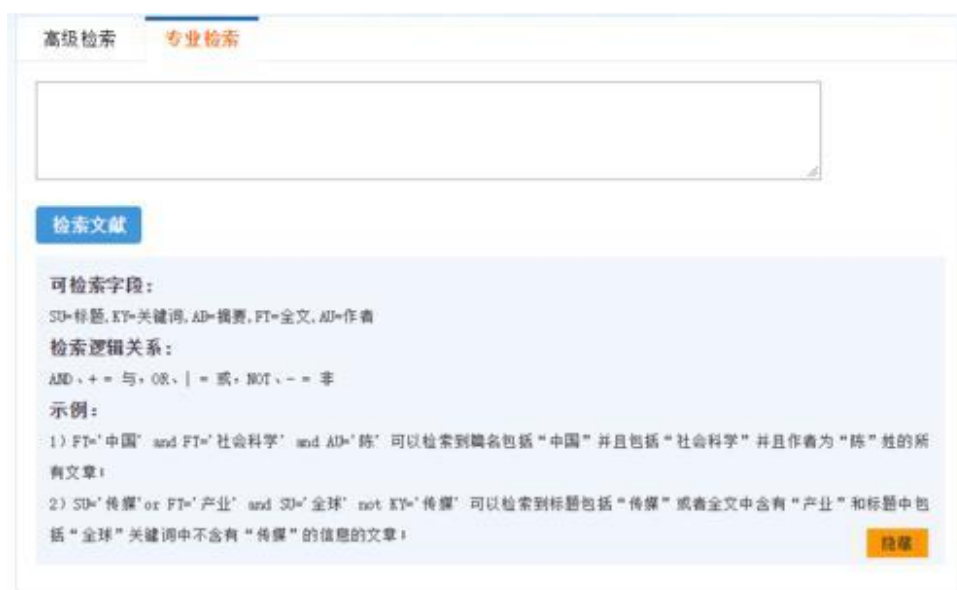 高级检索 专业检索
检索文献
可检索字段：
SU=标题,KY=关键词,AB=摘要,FT=全文,AU=作者
检索逻辑关系：
AND、+ = 与，OR、| = 或，NOT、- = 非
示例：
1）FT='中国' and FT='社会科学' and AU='陈' 可以检索到篇名包括“中国”并且包括“社会科学”并且作者为“陈”姓的所
有文章；
2）SU='传媒'or FT='产业' and SU='全球' not KY='传媒' 可以检索到标题包括“传媒”或者全文中含有“产业”和标题中包
括“全球”关键词中不含有“传媒”的信息的文章；
隐藏